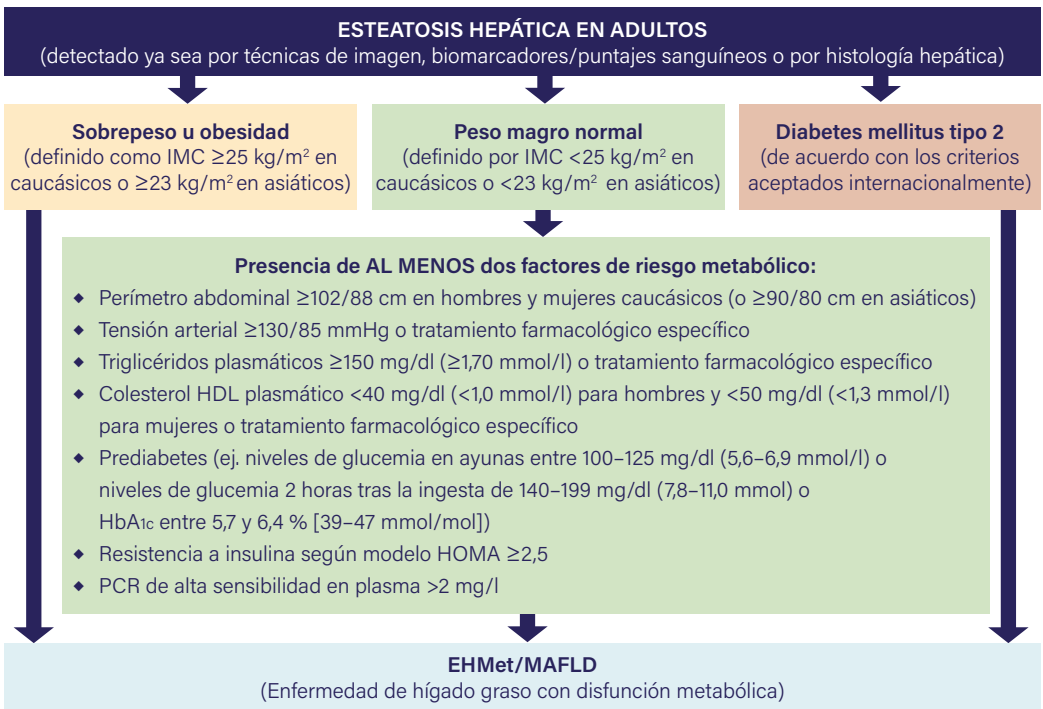 ESTEATOSIS HEPÁTICA EN ADULTOS
(detectado ya sea por técnicas de imagen, biomarcadores/puntajes sanguíneos o por histología hepática)
Sobrepeso u obesidad
(definido como IMC ≥25 kg/m² en
caucásicos o ≥23 kg/m² en asiáticos)
Peso magro normal
(definido por IMC <25 kg/m² en
caucásicos o <23 kg/m² en asiáticos)
Diabetes mellitus tipo 2
(de acuerdo con los criterios
aceptados internacionalmente)
Presencia de AL MENOS dos factores de riesgo metabólico:
◆ Perímetro abdominal ≥102/88 cm en hombres y mujeres caucásicos (o ≥90/80 cm en asiáticos)
◆ Tensión arterial ≥130/85 mmHg o tratamiento farmacológico específico
◆ Triglicéridos plasmáticos ≥150 mg/dl (≥1,70 mmol/l) o tratamiento farmacológico específico
◆ Colesterol HDL plasmático <40 mg/dl (<1,0 mmol/l) para hombres y <50 mg/dl (<1,3 mmol/l)
para mujeres o tratamiento farmacológico específico
◆ Prediabetes (ej. niveles de glucemia en ayunas entre 100–125 mg/dl (5,6–6,9 mmol/l) o
niveles de glucemia 2 horas tras la ingesta de 140–199 mg/dl (7,8–11,0 mmol) o
HbA1c entre 5,7 y 6,4 % [39–47 mmol/mol])
◆ Resistencia a insulina según modelo HOMA ≥2,5
◆ PCR de alta sensibilidad en plasma >2 mg/l
EHMet/MAFLD
(Enfermedad de hígado graso con disfunción metabólica)